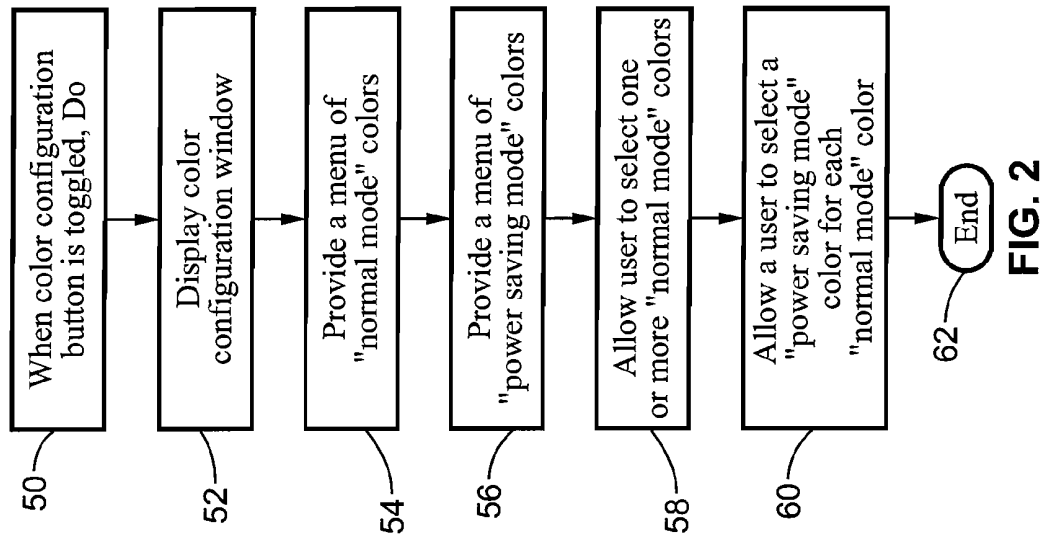 50
When color configuration
button is toggled, Do
52
Display color
configuration window
54
Provide a menu of
"normal mode" colors
56
Provide a menu of
"power saving mode" colors
58
Allow user to select one
or more "normal mode" colors
60
Allow a user to select a
"power saving mode"
color for each
"normal mode" color
62
End
FIG. 2